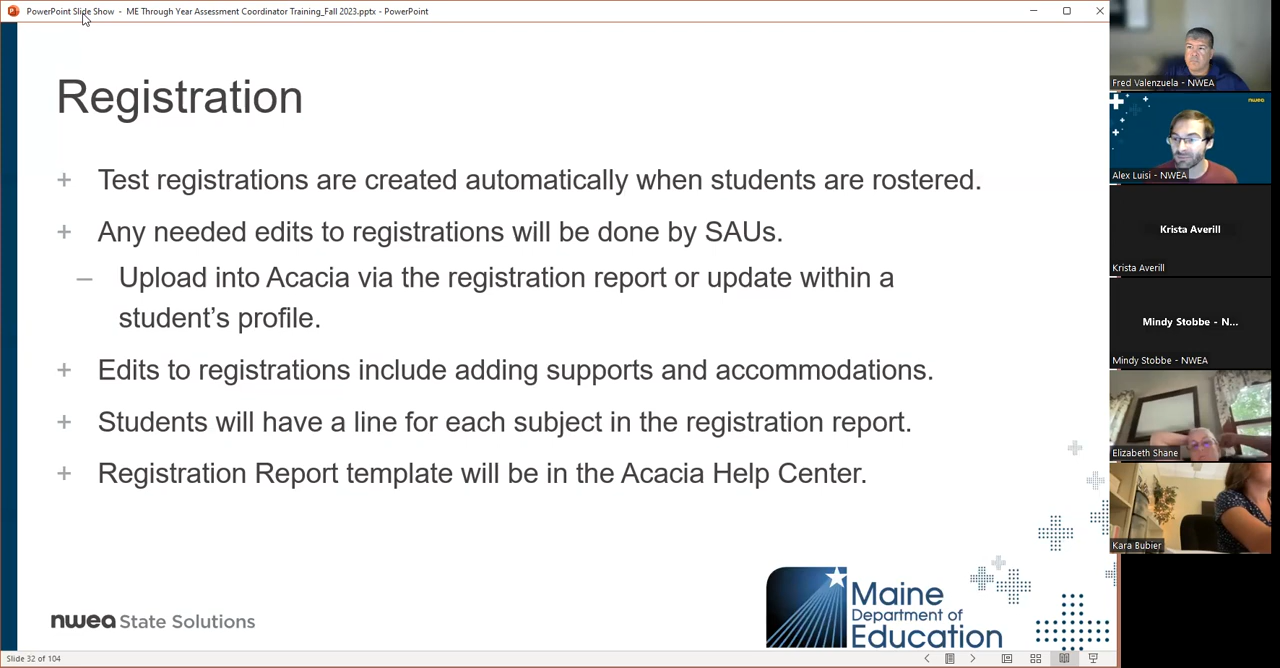 PowerPoint Slide Show - ME Through Year Assessment Coordinator Training_Fall 2023.pptx - PowerPoint
Registration
+ Test registrations are created automatically when students are rostered.
+ Any needed edits to registrations will be done by SAUs.
– Upload into Acacia via the registration report or update within a
student’s profile.
+ Edits to registrations include adding supports and accommodations.
+ Students will have a line for each subject in the registration report.
+ Registration Report template will be in the Acacia Help Center.
nwea State Solutions
Maine
Department of
Education
Slide 32 of 104
Fred Valenzuela - NWEA
nwea
Alex Luisi - NWEA
Krista Averill
Krista Averill
Mindy Stobbe - N...
Mindy Stobbe - NWEA
Elizabeth Shane
Kara Bubier